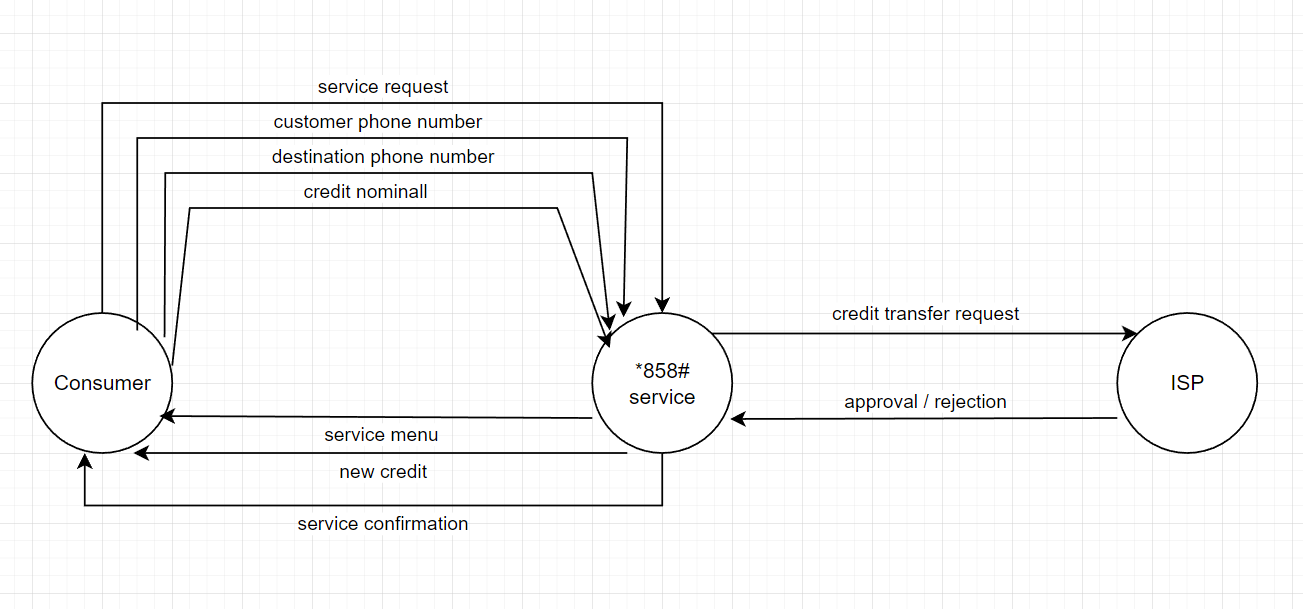 service request
customer phone number
destination phone number
credit nominall
Consumer
*858#
service
ISP
credit transfer request
approval / rejection
service menu
new credit
service confirmation